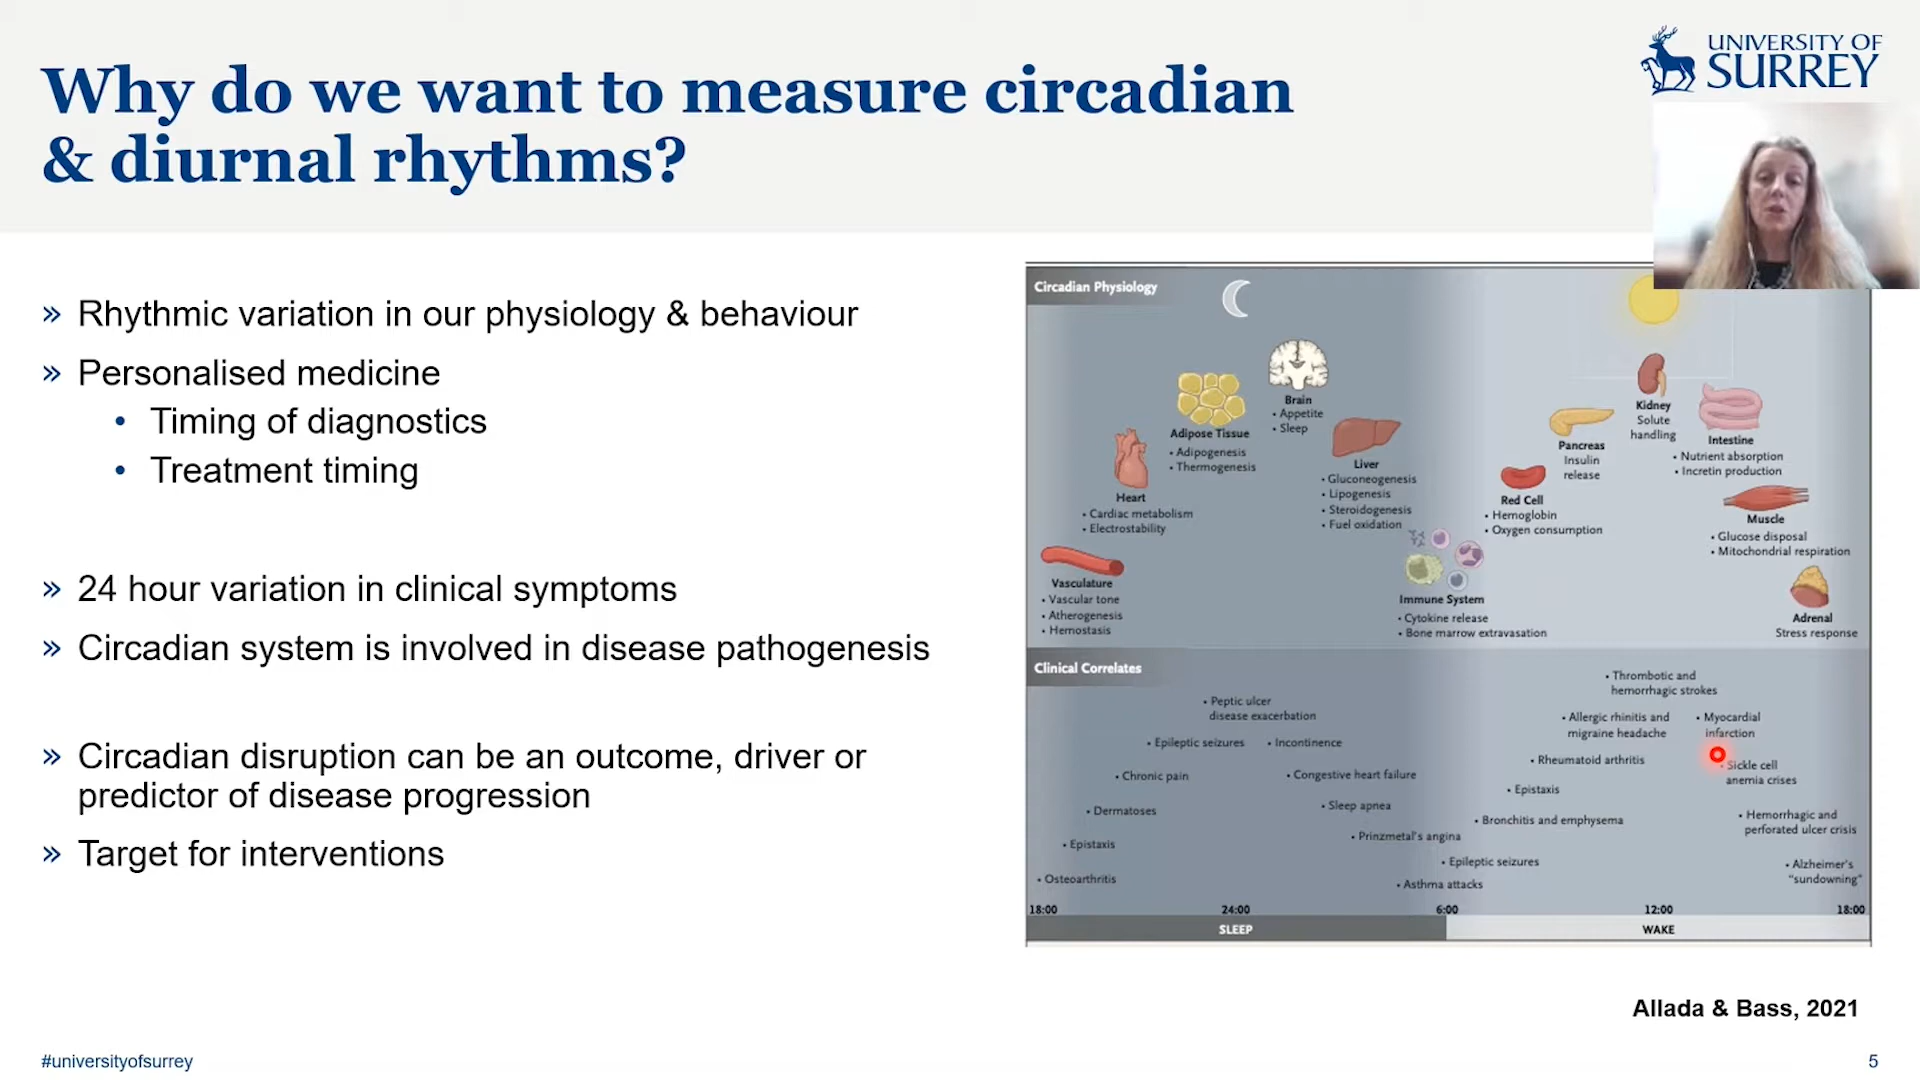 UNIVERSITY OF
SURREY
Why do we want to measure circadian
& diurnal rhythms?
» Rhythmic variation in our physiology & behaviour
» Personalised medicine
• Timing of diagnostics
• Treatment timing
» 24 hour variation in clinical symptoms
» Circadian system is involved in disease pathogenesis
» Circadian disruption can be an outcome, driver or
predictor of disease progression
» Target for interventions
Circadian Physiology
Brain
• Appetite
• Sleep
Adipose Tissue
• Adipogenesis
• Thermogenesis
Heart
• Cardiac metabolism
• Electrostability
Vasculature
• Vascular tone
• Atherogenesis
• Hemostasis
Liver
• Gluconeogenesis
• Lipogenesis
• Steroidogenesis
• Fuel oxidation
Immune System
• Cytokine release
• Bone marrow extravasation
Red Cell
• Hemoglobin
• Oxygen consumption
Pancreas
Insulin
release
Kidney
Solute
handling
Intestine
• Nutrient absorption
• Incretin production
Muscle
• Glucose disposal
• Mitochondrial respiration
Adrenal
Stress response
Clinical Correlates
• Peptic ulcer
disease exacerbation
• Epileptic seizures
• Incontinence
• Chronic pain
• Congestive heart failure
• Dermatoses
• Sleep apnea
• Epistaxis
• Prinzmetal's angina
• Osteoarthritis
• Asthma attacks
• Epileptic seizures
• Bronchitis and emphysema
• Epistaxis
• Rheumatoid arthritis
• Allergic rhinitis and
migraine headache
• Thrombotic and
hemorrhagic strokes
• Myocardial
infarction
• Sickle cell
anemia crises
• Hemorrhagic and
perforated ulcer crisis
• Alzheimer's
"sundowning"
18:00 24:00 6:00 12:00 18:00
SLEEP WAKE
Allada & Bass, 2021
#universityofsurrey
5